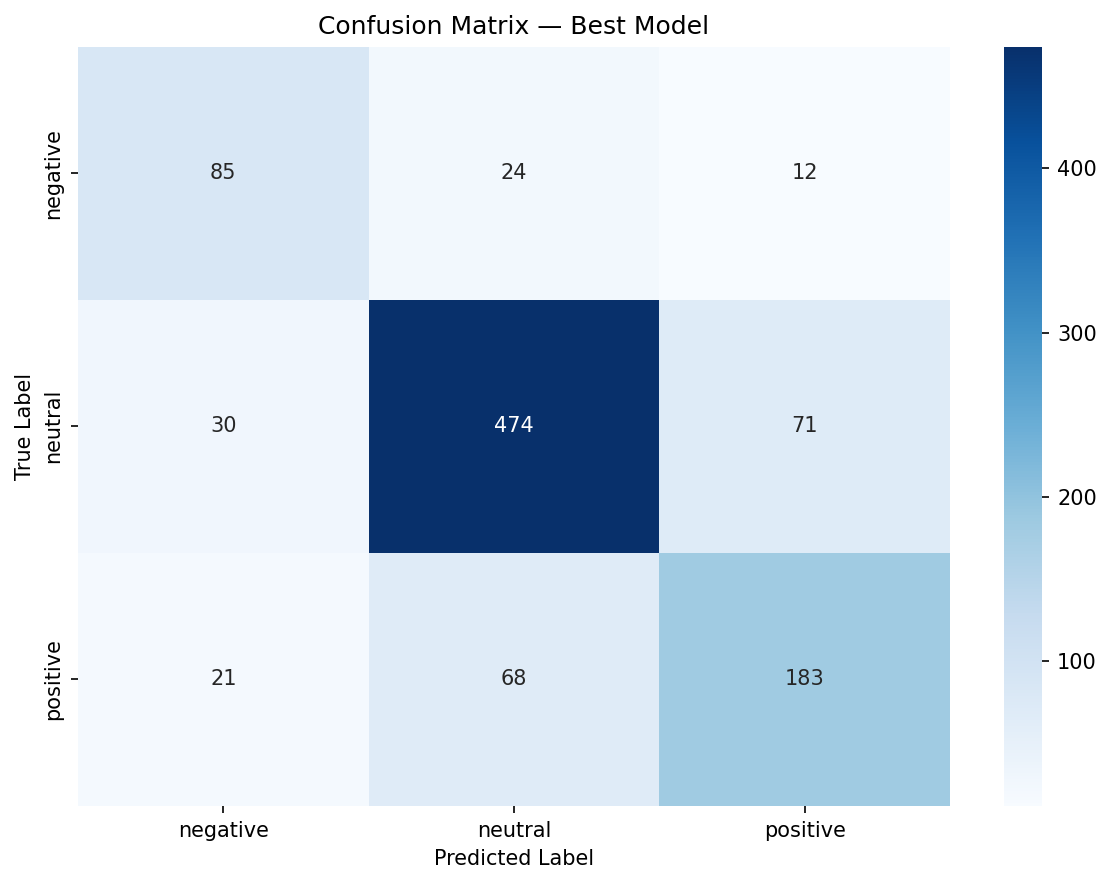 Confusion Matrix — Best Model
True Label
negative
85
24
12
neutral
30
474
71
positive
21
68
183
negative
neutral
positive
Predicted Label
400
300
200
100